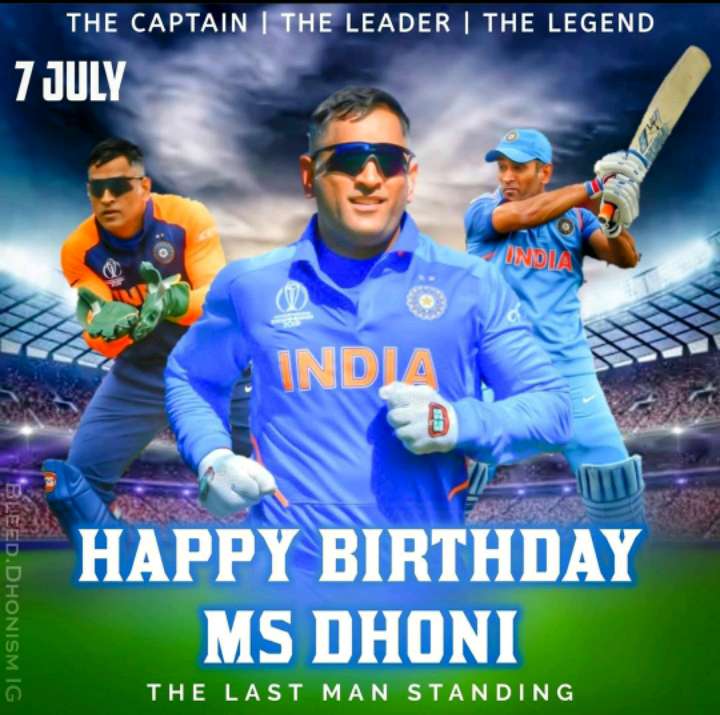 THE CAPTAIN | THE LEADER | THE LEGEND
7 JULY
INDIA
INDIA
HAPPY BIRTHDAY
MS DHONI
THE LAST MAN STANDING
BLEED.DHONISM IG